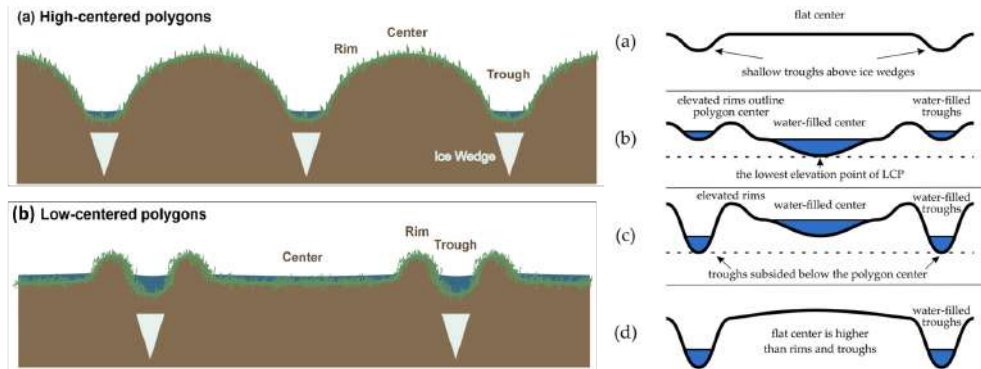 (a) High-centered polygons
Center
Rim
Trough
Ice Wedge
(b) Low-centered polygons
Rim
Trough
Center
(a)
flat center
shallow troughs above ice wedges
(b)
elevated rims outline
polygon center
water-filled center
water-filled
troughs
the lowest elevation point of LCP
(c)
elevated rims
water-filled center
water-filled
troughs
troughs subsided below the polygon center
(d)
flat center is higher
than rims and troughs
water-filled
troughs